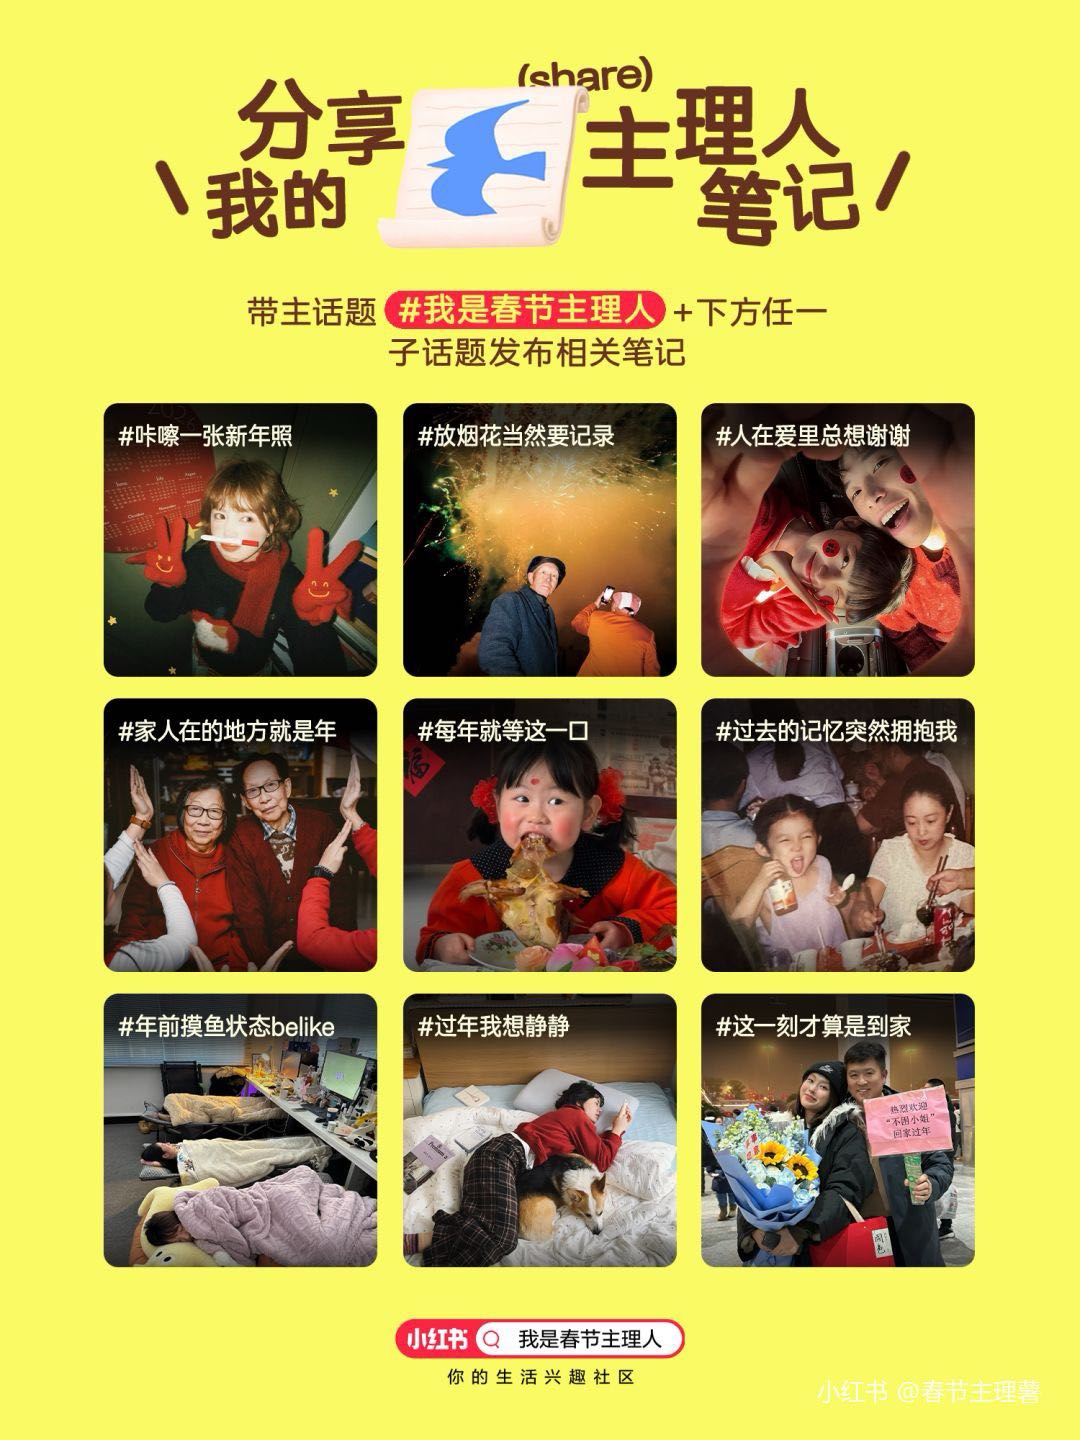 (share)
分享 主理人
我的 笔记
带主话题 #我是春节主理人 +下方任一
子话题发布相关笔记
#咔嚓一张新年照
#放烟花当然要记录
#人在爱里总想谢谢
#家人在的地方就是年
#每年就等这一口
福
#过去的记忆突然拥抱我
#年前摸鱼状态belike
#过年我想静静
#这一刻才算是到家
热烈欢迎
“不困小姐”
回家过年
小红书 我是春节主理人
你的生活兴趣社区
小红书 @春节主理薯